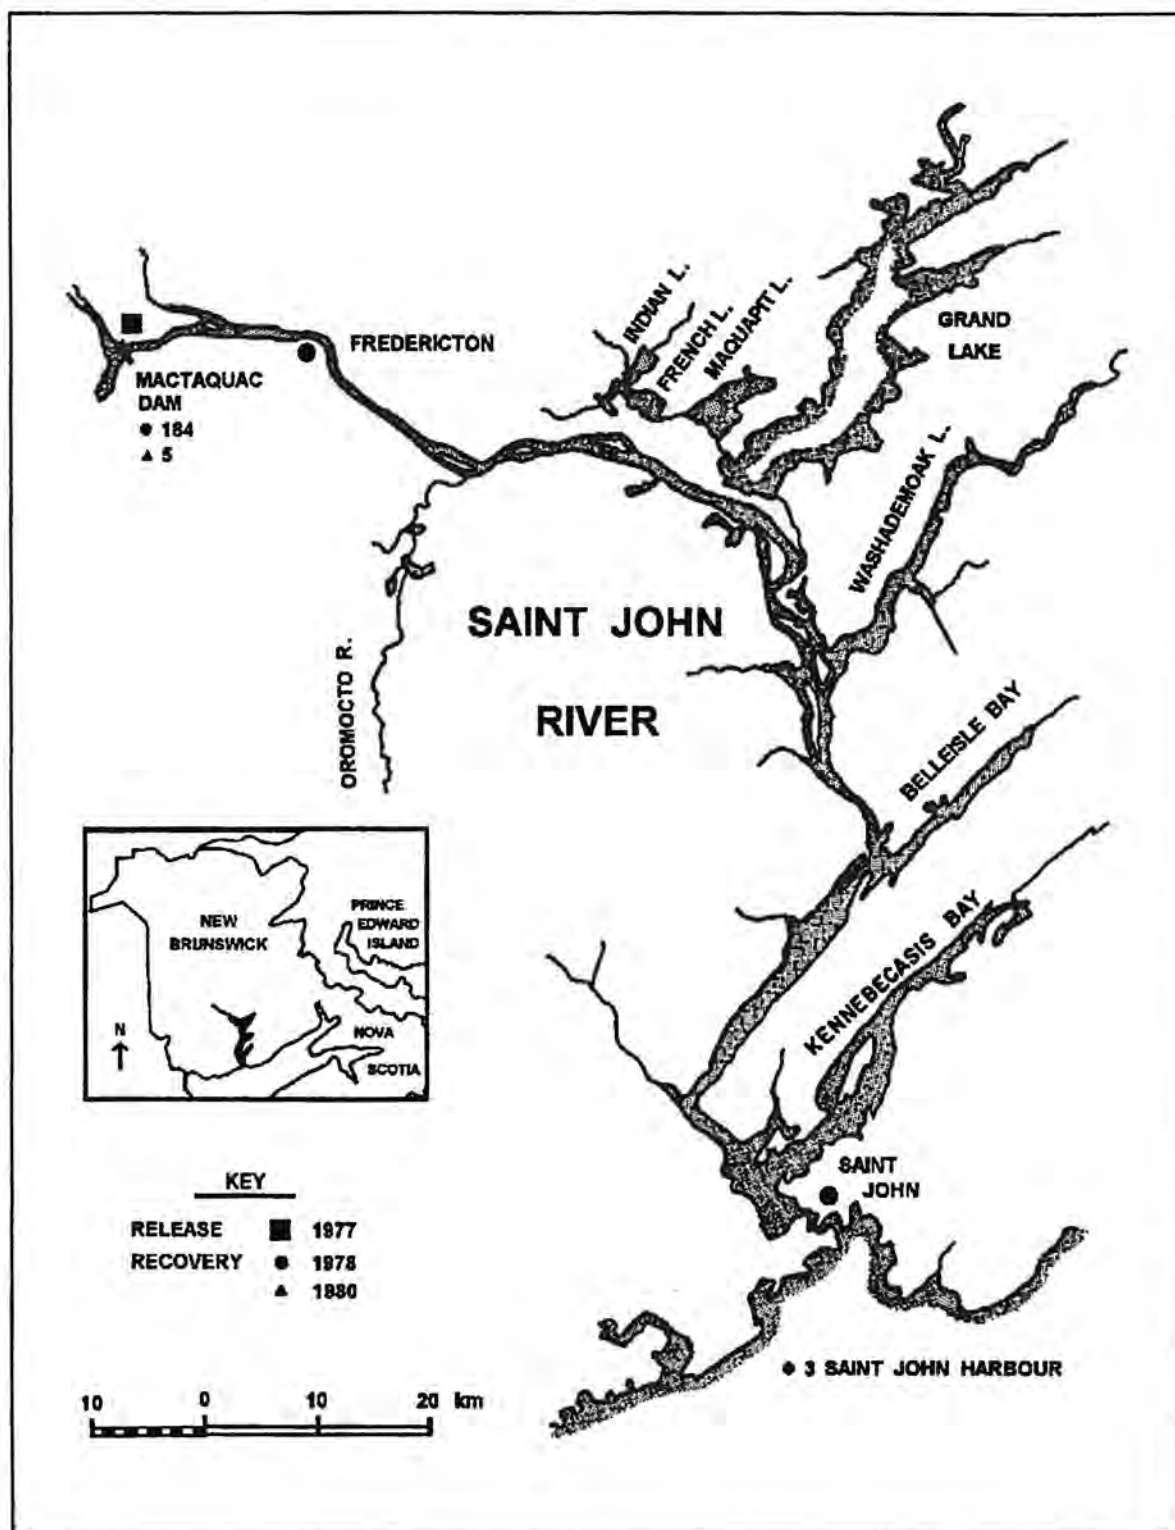 INDIAN L.
FRENCH L.
MAQUAPIT L.
GRAND
LAKE
FREDERICTON
MACTAQUAC
DAM
184
5
WASHADEMOAK L.
SAINT JOHN
RIVER
OROMOCTO R.
BELLEISLE BAY
KENNEBECASIS BAY
NEW
BRUNSWICK
PRINCE
EDWARD
ISLAND
N
NOVA
SCOTIA
SAINT
JOHN
KEY
RELEASE 1977
RECOVERY 1978
1980
3 SAINT JOHN HARBOUR
10 0 10 20 km